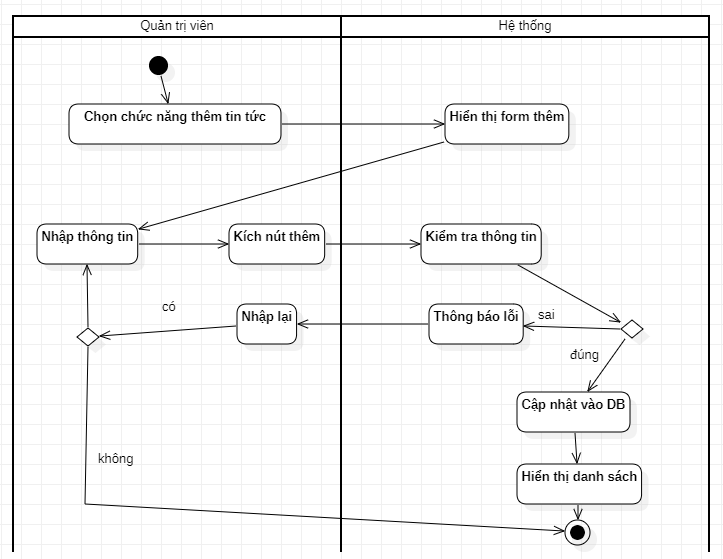 Quản trị viên
Hệ thống
Chọn chức năng thêm tin tức
Hiển thị form thêm
Nhập thông tin
Kích nút thêm
Kiểm tra thông tin
có
Nhập lại
Thông báo lỗi
sai
đúng
Cập nhật vào DB
không
Hiển thị danh sách